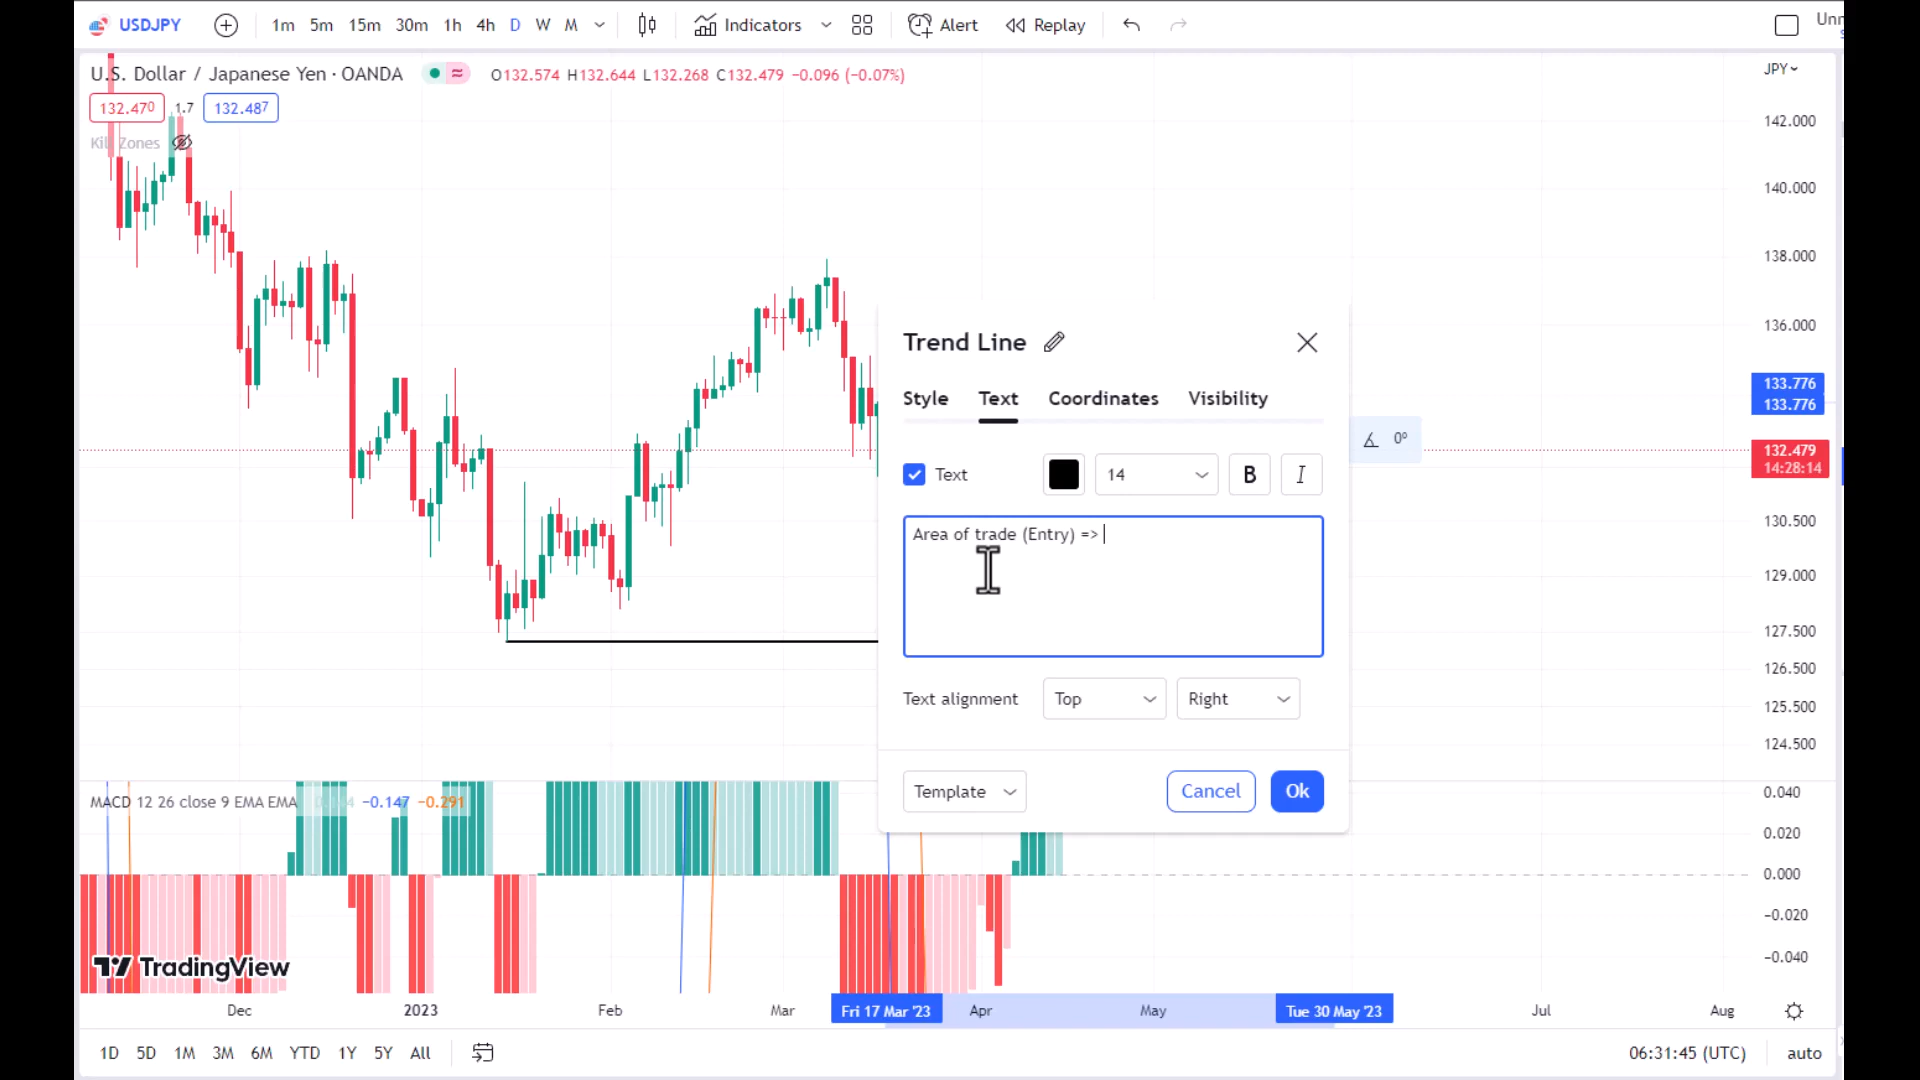 USDJPY
1m 5m 15m 30m 1h 4h D W M
Indicators
Alert
Replay
U.S. Dollar / Japanese Yen · OANDA
O132.574 H132.644 L132.268 C132.479 −0.096 (−0.07%)
JPY
132.470 1.7 132.487
142.000
140.000
138.000
136.000
133.776
133.776
132.479
14:28:14
130.500
129.000
127.500
126.500
125.500
124.500
Trend Line
Style Text Coordinates Visibility
0°
Text
14
B
I
Area of trade (Entry) =>
Text alignment
Top
Right
Template
Cancel
Ok
MACD 12 26 close 9 EMA EMA −0.147 −0.291
0.040
0.020
0.000
−0.020
−0.040
TradingView
Dec 2023 Feb Mar Fri 17 Mar '23 Apr May Tue 30 May '23 Jul Aug
1D 5D 1M 3M 6M YTD 1Y 5Y All
06:31:45 (UTC)
auto